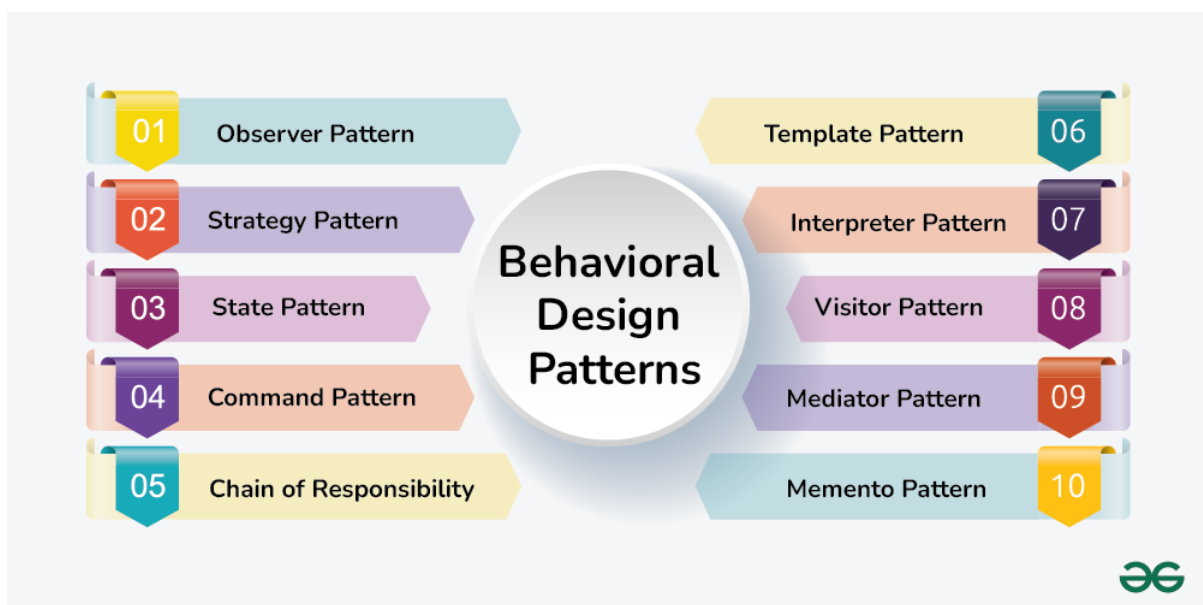 01
Observer Pattern
02
Strategy Pattern
03
State Pattern
04
Command Pattern
05
Chain of Responsibility
Behavioral
Design
Patterns
Template Pattern
06
Interpreter Pattern
07
Visitor Pattern
08
Mediator Pattern
09
Memento Pattern
10